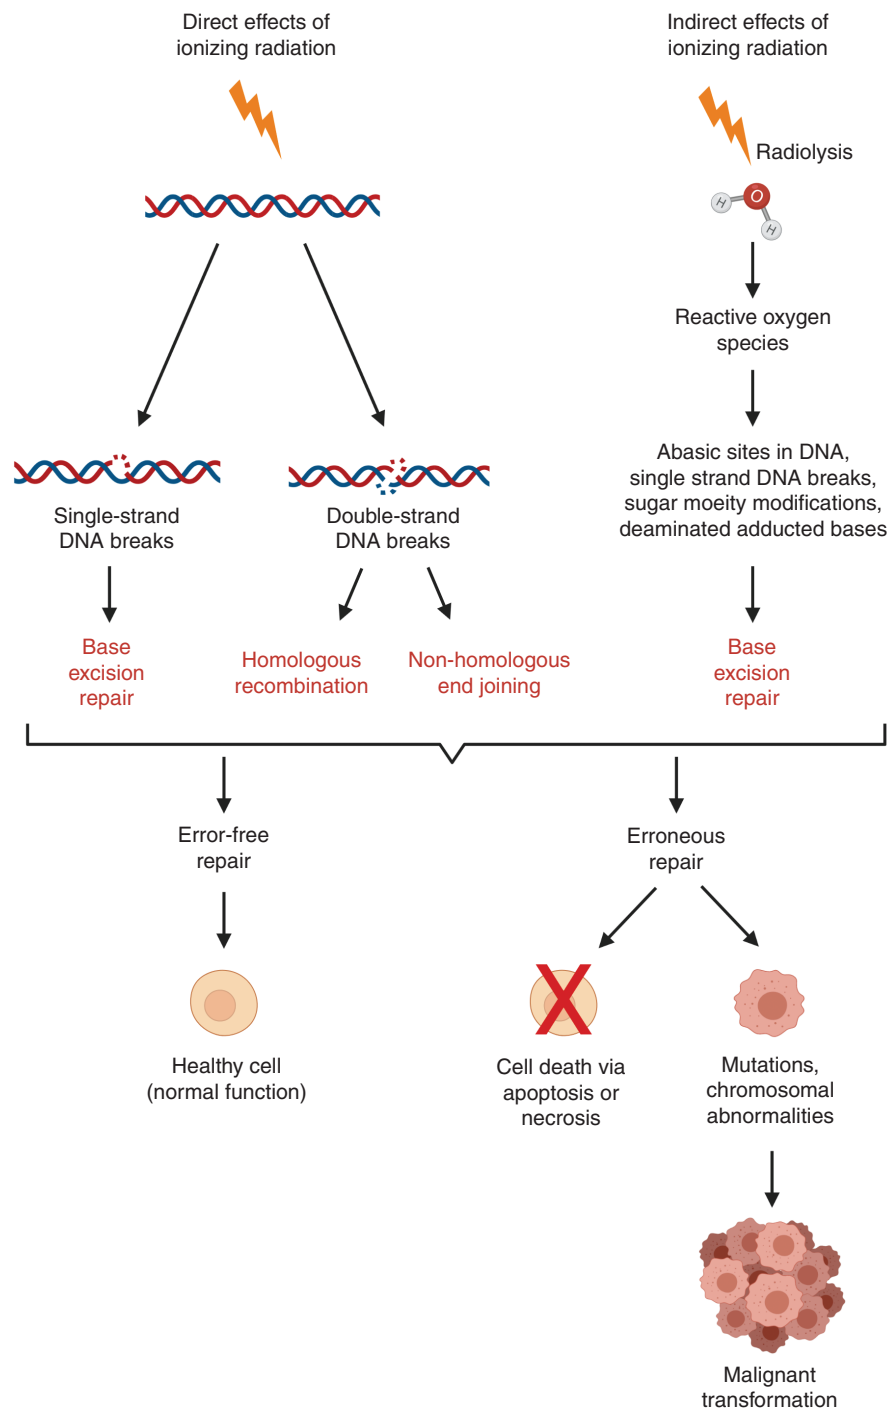 Direct effects of
ionizing radiation
Indirect effects of
ionizing radiation
Radiolysis
H
O
H
Reactive oxygen
species
Abasic sites in DNA,
single strand DNA breaks,
sugar moeity modifications,
deaminated adducted bases
Single-strand
DNA breaks
Double-strand
DNA breaks
Base
excision
repair
Homologous
recombination
Non-homologous
end joining
Base
excision
repair
Error-free
repair
Erroneous
repair
Healthy cell
(normal function)
Cell death via
apoptosis or
necrosis
Mutations,
chromosomal
abnormalities
Malignant
transformation